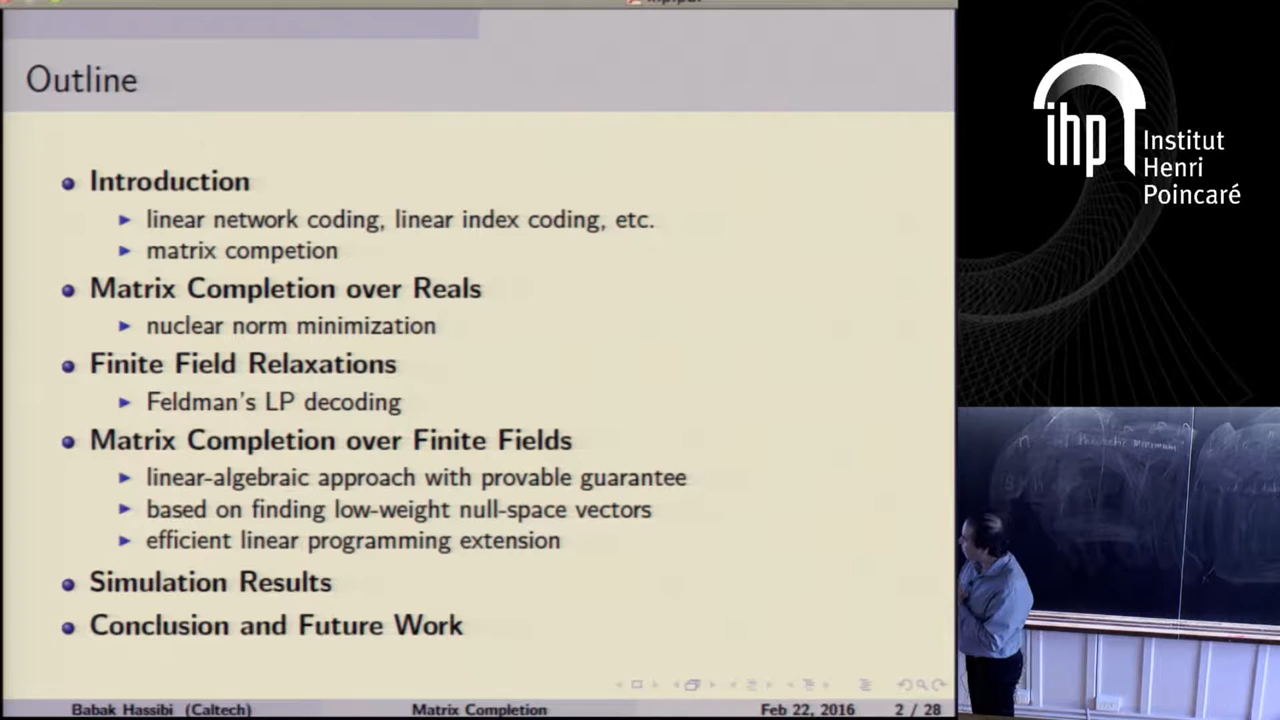 Outline
Introduction
linear network coding, linear index coding, etc.
matrix competion
Matrix Completion over Reals
nuclear norm minimization
Finite Field Relaxations
Feldman's LP decoding
Matrix Completion over Finite Fields
linear-algebraic approach with provable guarantee
based on finding low-weight null-space vectors
efficient linear programming extension
Simulation Results
Conclusion and Future Work
Babak Hassibi (Caltech) Matrix Completion Feb 22, 2016 2 / 28
ihp Institut
Henri
Poincaré